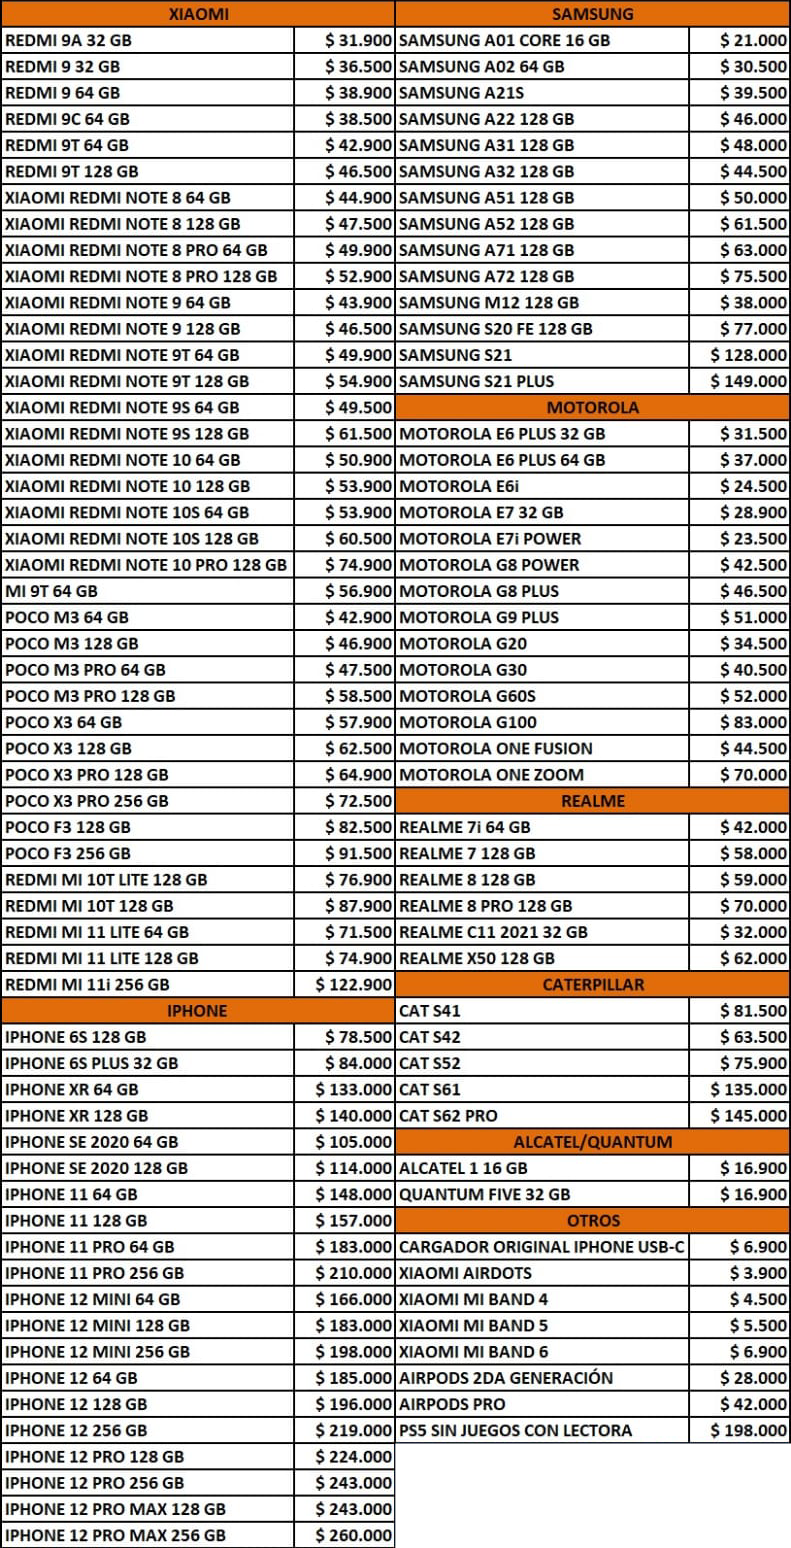 XIAOMI
REDMI 9A 32 GB $ 31.900
REDMI 9 32 GB $ 36.500
REDMI 9 64 GB $ 38.900
REDMI 9C 64 GB $ 38.500
REDMI 9T 64 GB $ 42.900
REDMI 9T 128 GB $ 46.500
XIAOMI REDMI NOTE 8 64 GB $ 44.900
XIAOMI REDMI NOTE 8 128 GB $ 47.500
XIAOMI REDMI NOTE 8 PRO 64 GB $ 49.900
XIAOMI REDMI NOTE 8 PRO 128 GB $ 52.900
XIAOMI REDMI NOTE 9 64 GB $ 43.900
XIAOMI REDMI NOTE 9 128 GB $ 46.500
XIAOMI REDMI NOTE 9T 64 GB $ 49.900
XIAOMI REDMI NOTE 9T 128 GB $ 54.900
XIAOMI REDMI NOTE 9S 64 GB $ 49.500
XIAOMI REDMI NOTE 9S 128 GB $ 61.500
XIAOMI REDMI NOTE 10 64 GB $ 50.900
XIAOMI REDMI NOTE 10 128 GB $ 53.900
XIAOMI REDMI NOTE 10S 64 GB $ 53.900
XIAOMI REDMI NOTE 10S 128 GB $ 60.500
XIAOMI REDMI NOTE 10 PRO 128 GB $ 74.900
MI 9T 64 GB $ 56.900
POCO M3 64 GB $ 42.900
POCO M3 128 GB $ 46.900
POCO M3 PRO 64 GB $ 47.500
POCO M3 PRO 128 GB $ 58.500
POCO X3 64 GB $ 57.900
POCO X3 128 GB $ 62.500
POCO X3 PRO 128 GB $ 64.900
POCO X3 PRO 256 GB $ 72.500
POCO F3 128 GB $ 82.500
POCO F3 256 GB $ 91.500
REDMI MI 10T LITE 128 GB $ 76.900
REDMI MI 10T 128 GB $ 87.900
REDMI MI 11 LITE 64 GB $ 71.500
REDMI MI 11 LITE 128 GB $ 74.900
REDMI MI 11i 256 GB $ 122.900
IPHONE
IPHONE 6S 128 GB $ 78.500
IPHONE 6S PLUS 32 GB $ 84.000
IPHONE XR 64 GB $ 133.000
IPHONE XR 128 GB $ 140.000
IPHONE SE 2020 64 GB $ 105.000
IPHONE SE 2020 128 GB $ 114.000
IPHONE 11 64 GB $ 148.000
IPHONE 11 128 GB $ 157.000
IPHONE 11 PRO 64 GB $ 183.000
IPHONE 11 PRO 256 GB $ 210.000
IPHONE 12 MINI 64 GB $ 166.000
IPHONE 12 MINI 128 GB $ 183.000
IPHONE 12 MINI 256 GB $ 198.000
IPHONE 12 64 GB $ 185.000
IPHONE 12 128 GB $ 196.000
IPHONE 12 256 GB $ 219.000
IPHONE 12 PRO 128 GB $ 224.000
IPHONE 12 PRO 256 GB $ 243.000
IPHONE 12 PRO MAX 128 GB $ 243.000
IPHONE 12 PRO MAX 256 GB $ 260.000
SAMSUNG
SAMSUNG A01 CORE 16 GB $ 21.000
SAMSUNG A02 64 GB $ 30.500
SAMSUNG A21S $ 39.500
SAMSUNG A22 128 GB $ 46.000
SAMSUNG A31 128 GB $ 48.000
SAMSUNG A32 128 GB $ 44.500
SAMSUNG A51 128 GB $ 50.000
SAMSUNG A52 128 GB $ 61.500
SAMSUNG A71 128 GB $ 63.000
SAMSUNG A72 128 GB $ 75.500
SAMSUNG M12 128 GB $ 38.000
SAMSUNG S20 FE 128 GB $ 77.000
SAMSUNG S21 $ 128.000
SAMSUNG S21 PLUS $ 149.000
MOTOROLA
MOTOROLA E6 PLUS 32 GB $ 31.500
MOTOROLA E6 PLUS 64 GB $ 37.000
MOTOROLA E6i $ 24.500
MOTOROLA E7 32 GB $ 28.900
MOTOROLA E7i POWER $ 23.500
MOTOROLA G8 POWER $ 42.500
MOTOROLA G8 PLUS $ 46.500
MOTOROLA G9 PLUS $ 51.000
MOTOROLA G20 $ 34.500
MOTOROLA G30 $ 40.500
MOTOROLA G60S $ 52.000
MOTOROLA G100 $ 83.000
MOTOROLA ONE FUSION $ 44.500
MOTOROLA ONE ZOOM $ 70.000
REALME
REALME 7i 64 GB $ 42.000
REALME 7 128 GB $ 58.000
REALME 8 128 GB $ 59.000
REALME 8 PRO 128 GB $ 70.000
REALME C11 2021 32 GB $ 32.000
REALME X50 128 GB $ 62.000
CATERPILLAR
CAT S41 $ 81.500
CAT S42 $ 63.500
CAT S52 $ 75.900
CAT S61 $ 135.000
CAT S62 PRO $ 145.000
ALCATEL/QUANTUM
ALCATEL 1 16 GB $ 16.900
QUANTUM FIVE 32 GB $ 16.900
OTROS
CARGADOR ORIGINAL IPHONE USB-C $ 6.900
XIAOMI AIRDOTS $ 3.900
XIAOMI MI BAND 4 $ 4.500
XIAOMI MI BAND 5 $ 5.500
XIAOMI MI BAND 6 $ 6.900
AIRPODS 2DA GENERACIÓN $ 28.000
AIRPODS PRO $ 42.000
PS5 SIN JUEGOS CON LECTORA $ 198.000